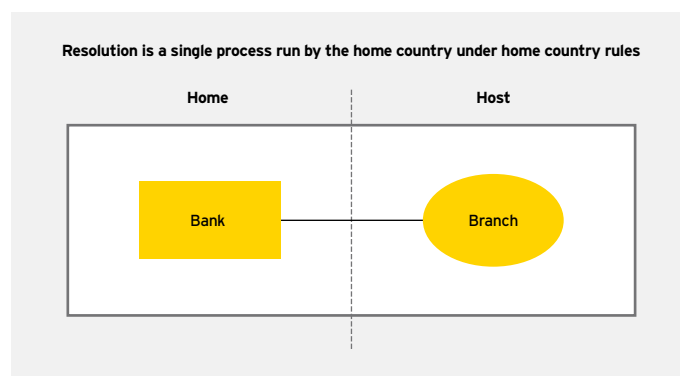 Resolution is a single process run by the home country under home country rules
Home Host
Bank Branch